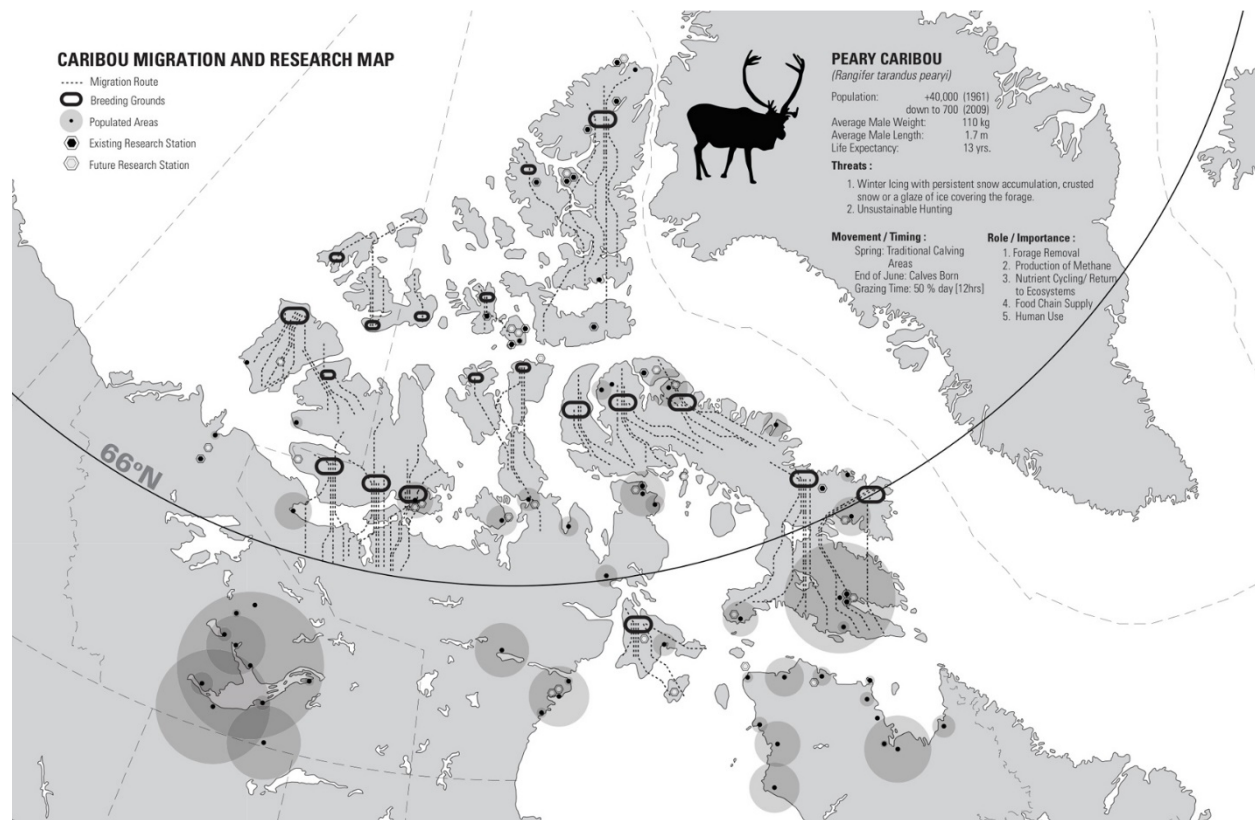 CARIBOU MIGRATION AND RESEARCH MAP
Migration Route
Breeding Grounds
Populated Areas
Existing Research Station
Future Research Station
PEARY CARIBOU
(Rangifer tarandus pearyi)
Population: +40,000 (1961)
down to 700 (2009)
Average Male Weight: 110 kg
Average Male Length: 1.7 m
Life Expectancy: 13 yrs.
Threats :
1. Winter Icing with persistent snow accumulation, crusted
snow or a glaze of ice covering the forage.
2. Unsustainable Hunting
Movement / Timing :
Spring: Traditional Calving
Areas
End of June: Calves Born
Grazing Time: 50 % day [12hrs]
Role / Importance :
1. Forage Removal
2. Production of Methane
3. Nutrient Cycling/ Return
to Ecosystems
4. Food Chain Supply
5. Human Use
66ºN.